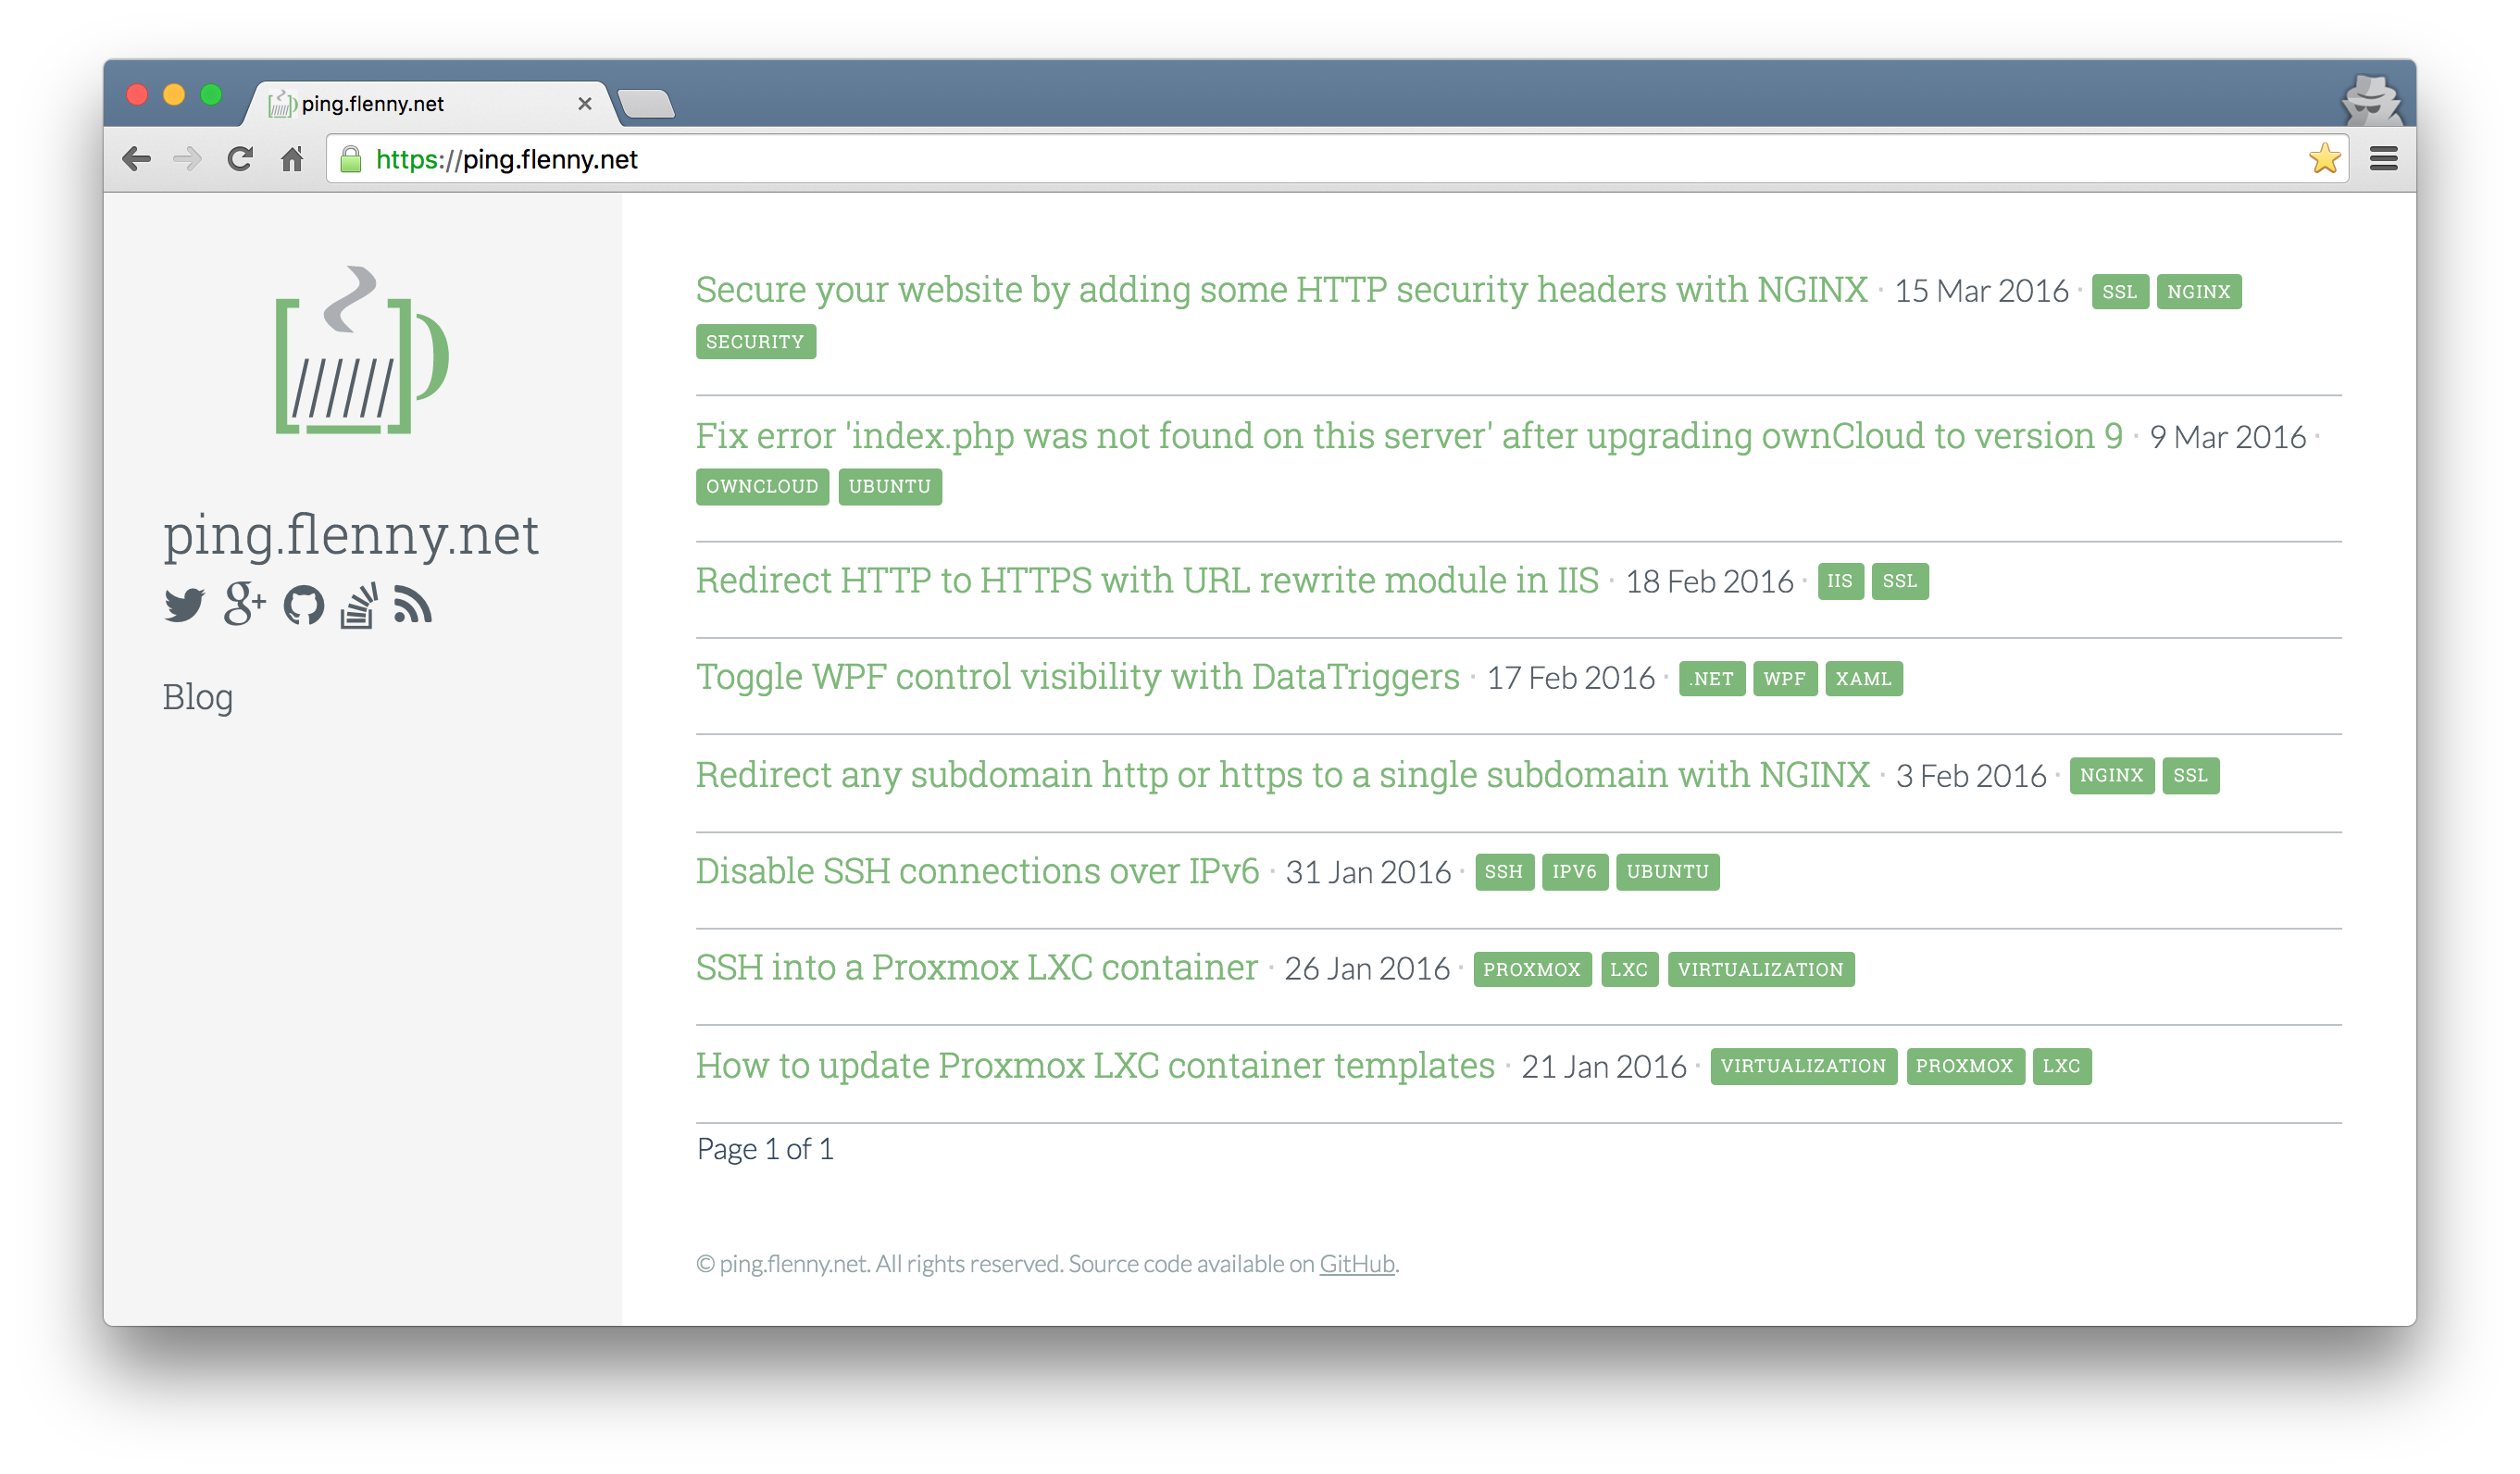 ping.flenny.net
https://ping.flenny.net
ping.flenny.net
Blog
Secure your website by adding some HTTP security headers with NGINX · 15 Mar 2016 · SSL NGINX
SECURITY
Fix error 'index.php was not found on this server' after upgrading ownCloud to version 9 · 9 Mar 2016 ·
OWNCLOUD UBUNTU
Redirect HTTP to HTTPS with URL rewrite module in IIS · 18 Feb 2016 · IIS SSL
Toggle WPF control visibility with DataTriggers · 17 Feb 2016 · .NET WPF XAML
Redirect any subdomain http or https to a single subdomain with NGINX · 3 Feb 2016 · NGINX SSL
Disable SSH connections over IPv6 · 31 Jan 2016 · SSH IPV6 UBUNTU
SSH into a Proxmox LXC container · 26 Jan 2016 · PROXMOX LXC VIRTUALIZATION
How to update Proxmox LXC container templates · 21 Jan 2016 · VIRTUALIZATION PROXMOX LXC
Page 1 of 1
© ping.flenny.net. All rights reserved. Source code available on GitHub.